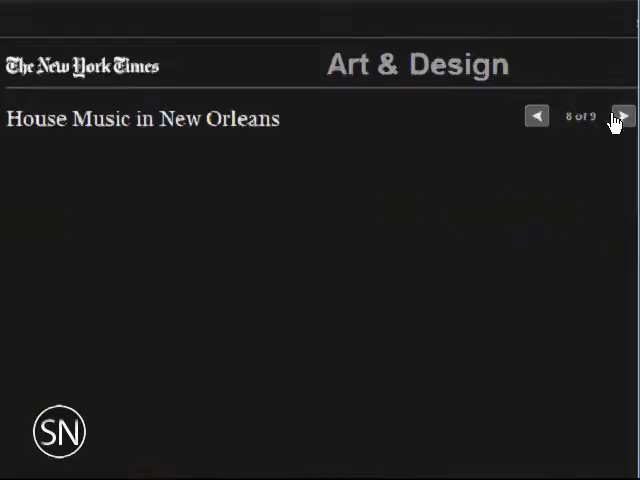 The New York Times
Art & Design
House Music in New Orleans
8 of 9
SN